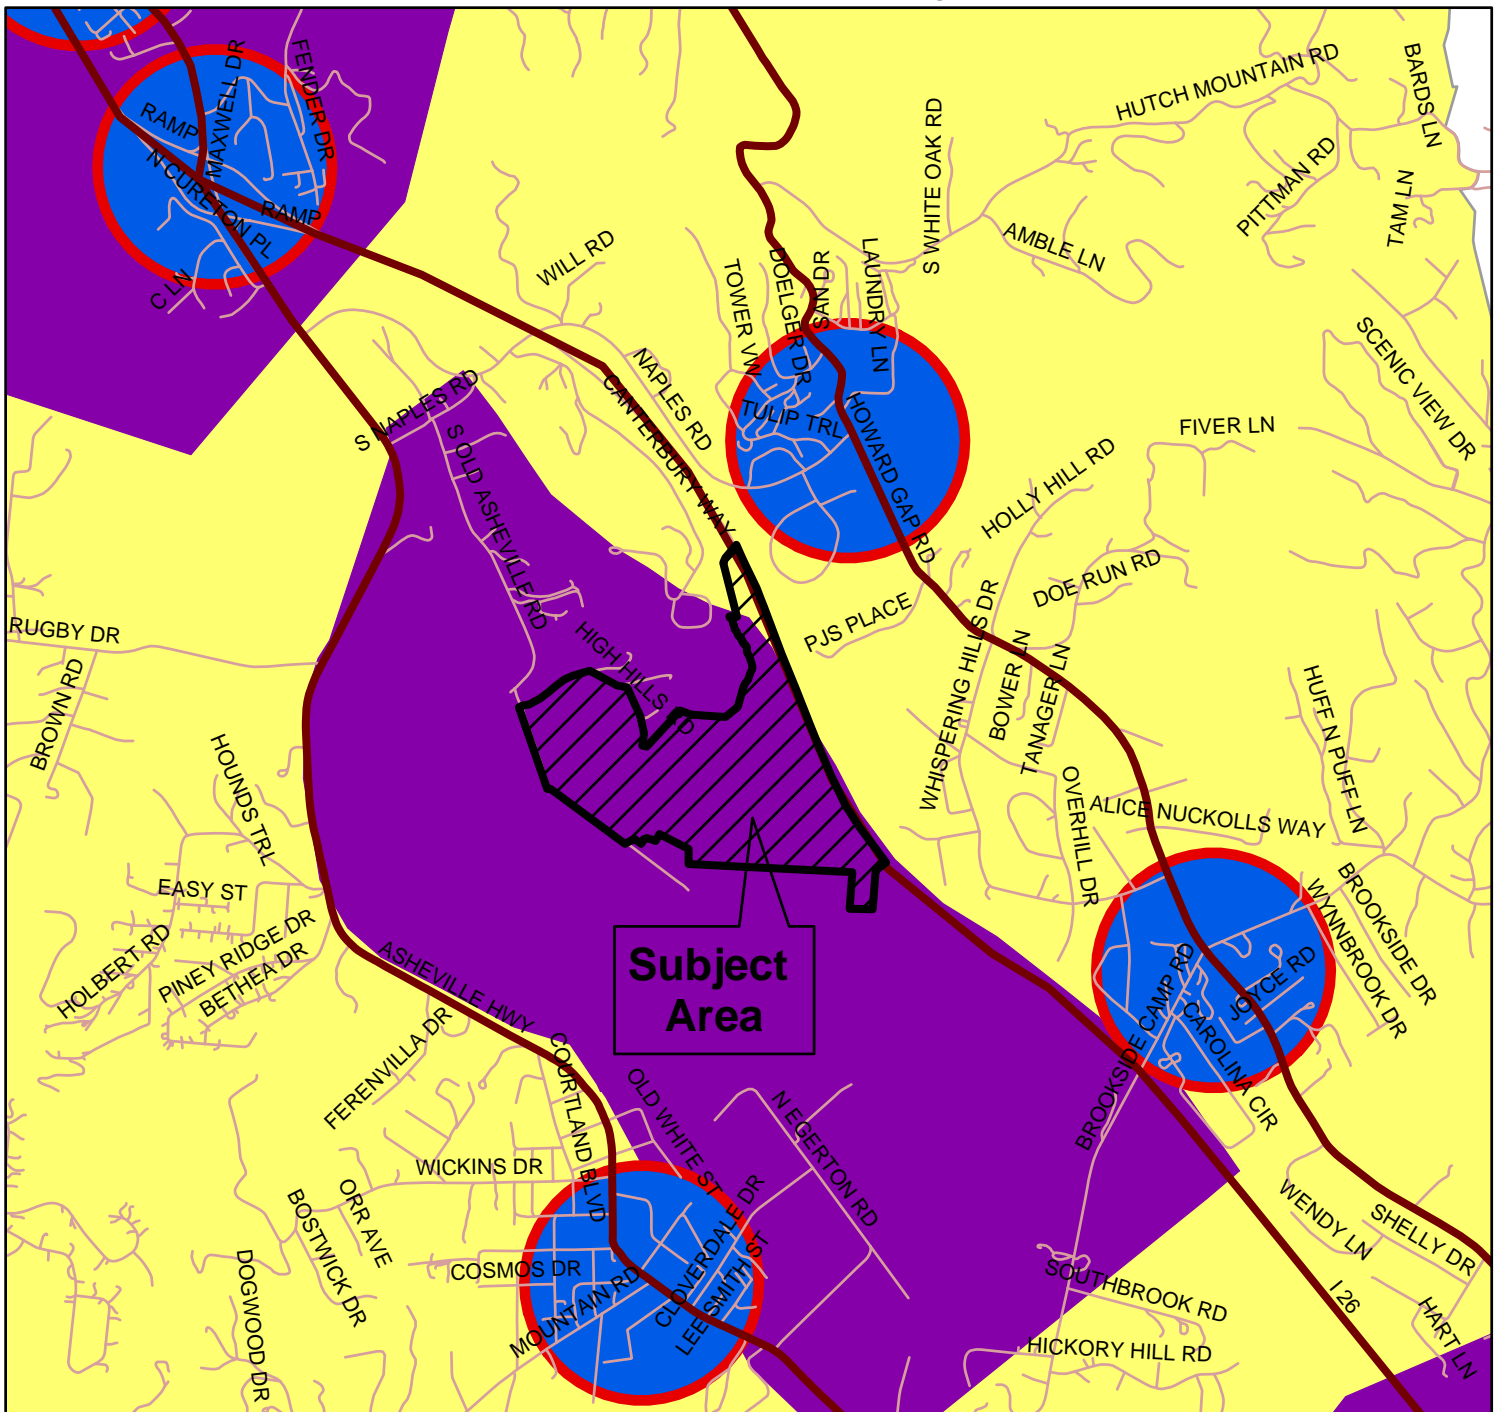 HUTCH MOUNTAIN RD
BARDS LN
MAXWELL DR
FENDER DR
RAMP
N CURETON PL
RAMP
C LN
WILL RD
S WHITE OAK RD
PITTMAN RD
TAM LN
AMBLE LN
TOWER VW
DOELGER DR
SAN DR
LAUNDRY LN
SCENIC VIEW DR
S NAPLES RD
NAPLES RD
CANTERBURY WAY
TULIP TRL
HOWARD GAP RD
FIVER LN
HOLLY HILL RD
S OLD ASHEVILLE RD
DOE RUN RD
PJS PLACE
WHISPERING HILLS DR
BOWER LN
TANAGER LN
RUGBY DR
BROWN RD
HIGH HILLS RD
HUFF N PUFF LN
HOUNDS TRL
OVERHILL DR
ALICE NUCKOLLS WAY
EASY ST
HOLBERT RD
PINEY RIDGE DR
BETHEA DR
BROOKSIDE DR
WYNNBROOK DR
ASHEVILLE HWY
Subject
Area
BROOKSIDE CAMP RD
JOYCE RD
CAROLINA CIR
FERENVILLA DR
COURTLAND BLVD
OLD WHITE ST
N EGERTON RD
WICKINS DR
ORR AVE
BOSTWICK DR
DOGWOOD DR
COSMOS DR
MOUNTAIN RD
CLOVERDALE DR
LEE SMITH ST
WENDY LN
SHELLY DR
SOUTHBROOK RD
I 26
HART LN
HICKORY HILL RD